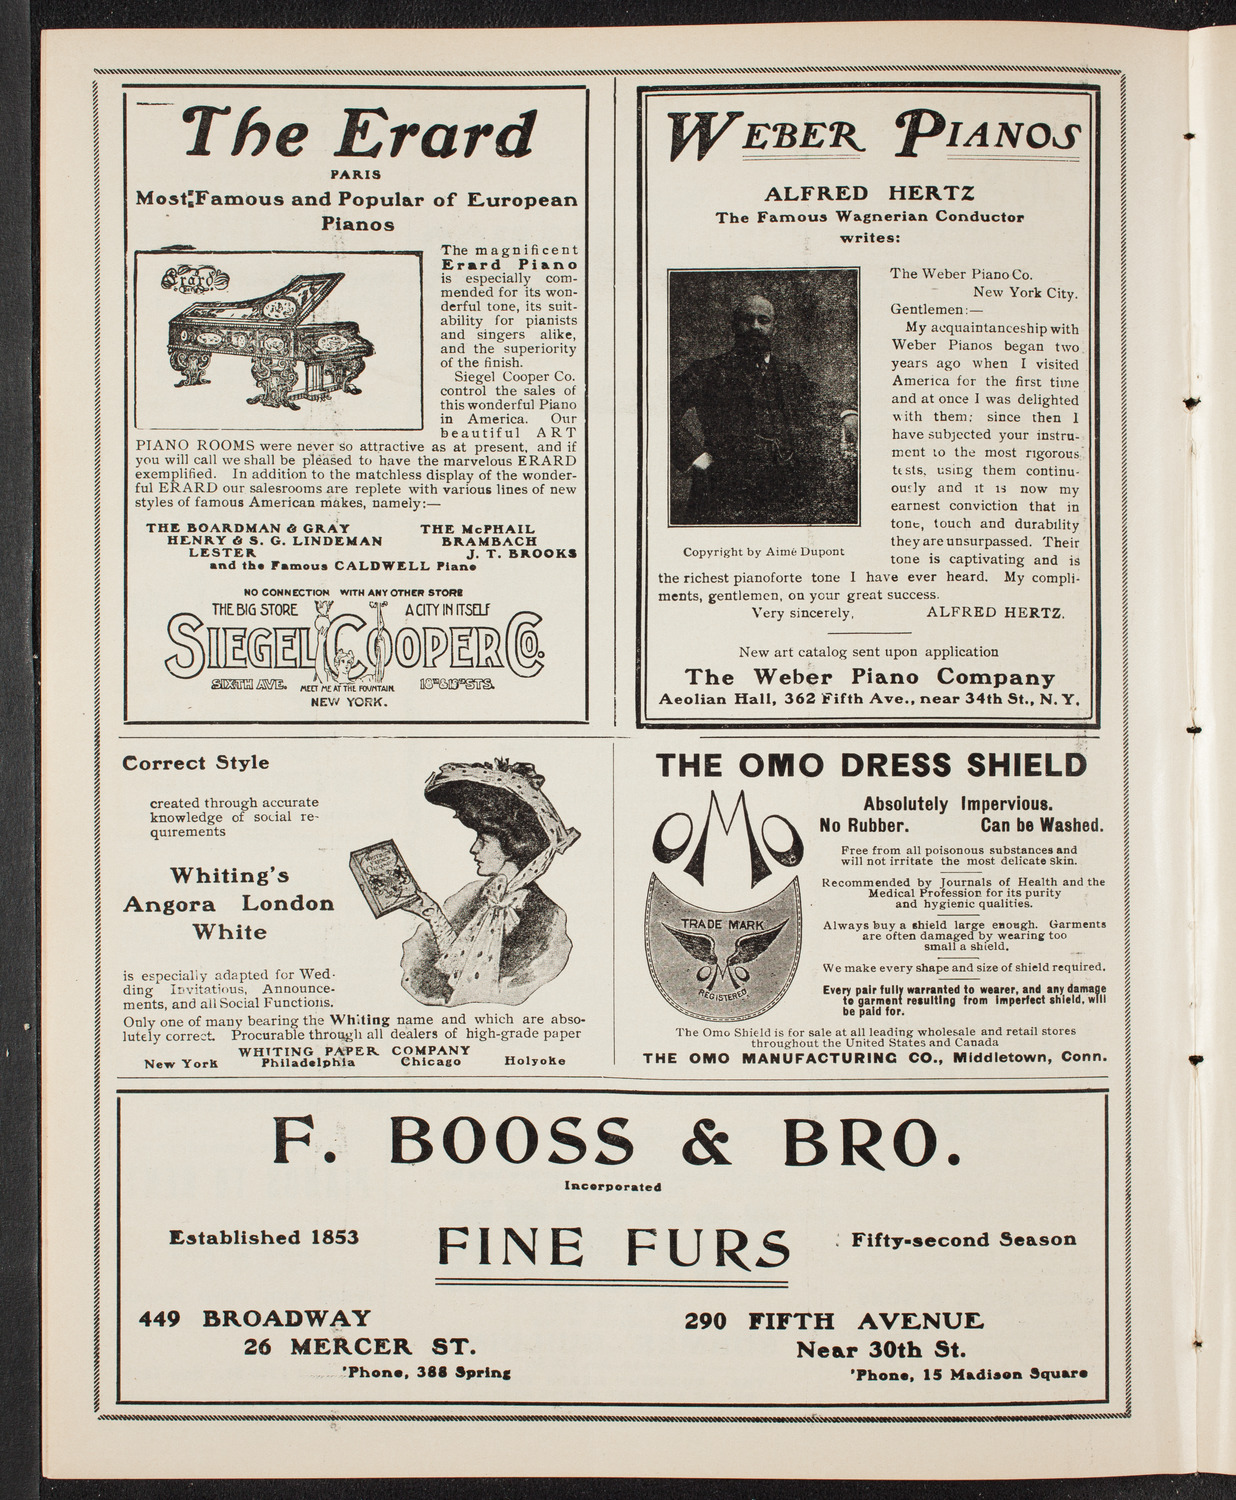 The Erard
PARIS
Most Famous and Popular of European
Pianos
Erard
The magnificent
Erard Piano
is especially com-
mended for its won-
derful tone, its suit-
ability for pianists
and singers alike,
and the superiority
of the finish.
Siegel Cooper Co.
control the sales of
this wonderful Piano
in America. Our
beautiful ART
PIANO ROOMS were never so attractive as at present, and if
you will call we shall be pleased to have the marvelous ERARD
exemplified. In addition to the matchless display of the wonder-
ful ERARD our salesrooms are replete with various lines of new
styles of famous American makes, namely:—
THE BOARDMAN & GRAY THE McPHAIL
HENRY & S. G. LINDEMAN BRAMBACH
LESTER J. T. BROOKS
and the Famous CALDWELL Piano
NO CONNECTION WITH ANY OTHER STORE
THE BIG STORE A CITY IN ITSELF
SIEGEL COOPER CO.
SIXTH AVE. MEET ME AT THE FOUNTAIN 18TH & 19TH STS.
NEW YORK.
WEBER PIANOS
ALFRED HERTZ
The Famous Wagnerian Conductor
writes:
Copyright by Aimé Dupont
The Weber Piano Co.
New York City.
Gentlemen:—
My acquaintanceship with
Weber Pianos began two
years ago when I visited
America for the first time
and at once I was delighted
with them; since then I
have subjected your instru-
ment to the most rigorous
tests, using them continu-
ously and it is now my
earnest conviction that in
tone, touch and durability
they are unsurpassed. Their
tone is captivating and is
the richest pianoforte tone I have ever heard. My compli-
ments, gentlemen, on your great success.
Very sincerely, ALFRED HERTZ.
New art catalog sent upon application
The Weber Piano Company
Aeolian Hall, 362 Fifth Ave., near 34th St., N. Y.
Correct Style
created through accurate
knowledge of social re-
quirements
Whiting's
Angora London
White
is especially adapted for Wed-
ding Invitations, Announce-
ments, and all Social Functions.
Only one of many bearing the Whiting name and which are abso-
lutely correct. Procurable through all dealers of high-grade paper
WHITING PAPER COMPANY
New York Philadelphia Chicago Holyoke
THE OMO DRESS SHIELD
OMO
TRADE MARK
OMO
REGISTERED
Absolutely Impervious.
No Rubber. Can be Washed.
Free from all poisonous substances and
will not irritate the most delicate skin.
Recommended by Journals of Health and the
Medical Profession for its purity
and hygienic qualities.
Always buy a shield large enough. Garments
are often damaged by wearing too
small a shield.
We make every shape and size of shield required.
Every pair fully warranted to wearer, and any damage
to garment resulting from imperfect shield, will
be paid for.
The Omo Shield is for sale at all leading wholesale and retail stores
throughout the United States and Canada
THE OMO MANUFACTURING CO., Middletown, Conn.
F. BOOSS & BRO.
Incorporated
Established 1853 FINE FURS Fifty-second Season
449 BROADWAY
26 MERCER ST.
'Phone, 388 Spring
290 FIFTH AVENUE
Near 30th St.
'Phone, 15 Madison Square